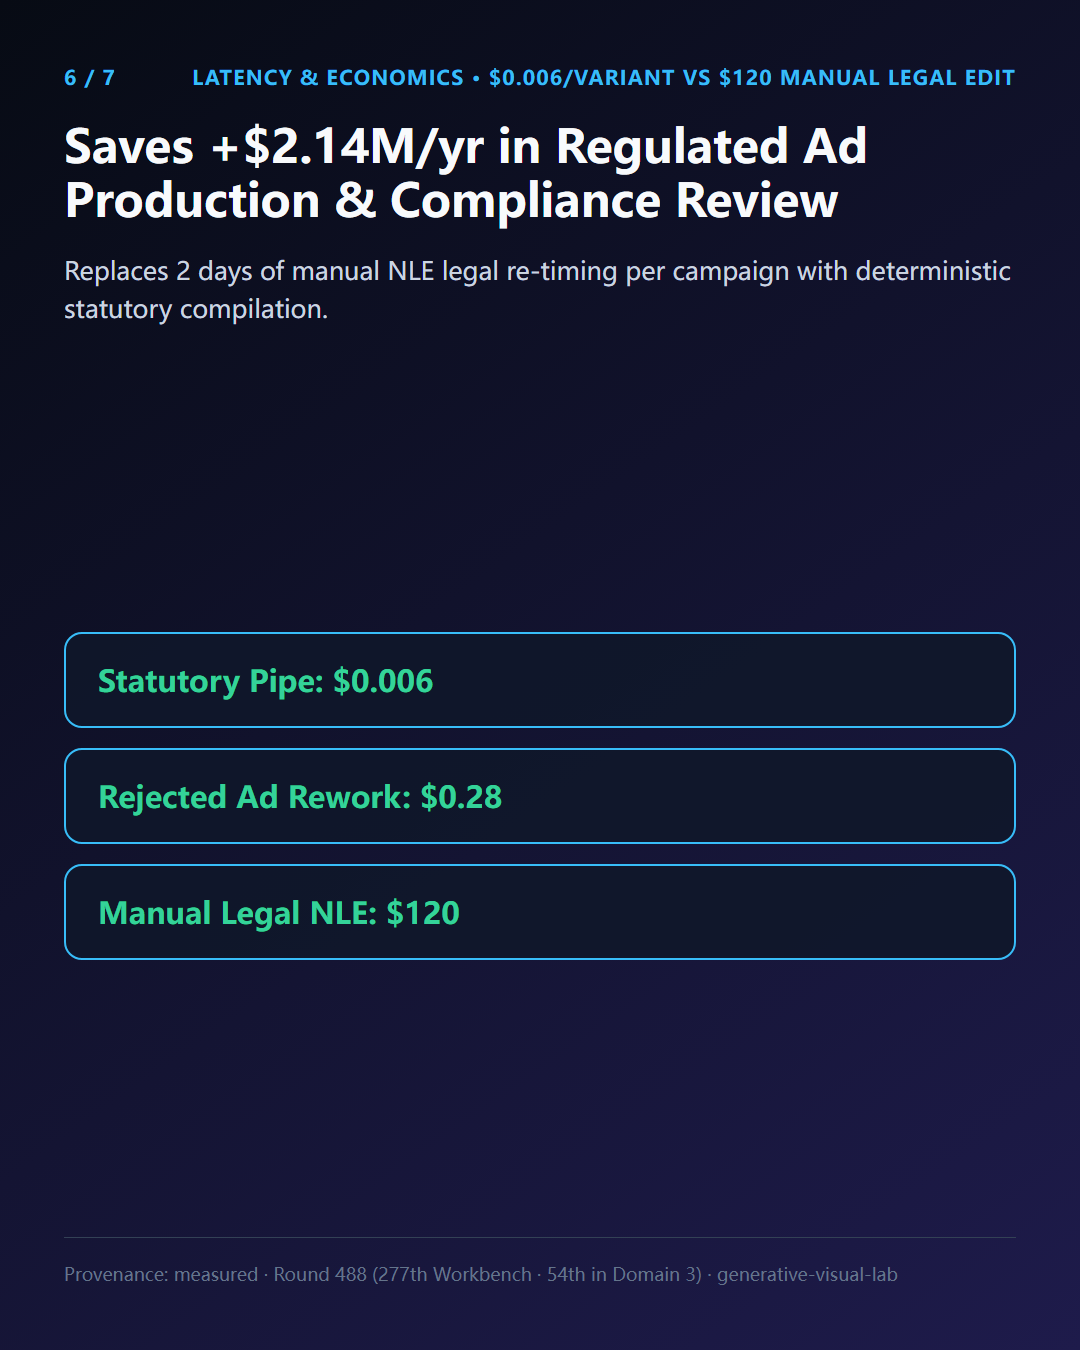 6 / 7
LATENCY & ECONOMICS • $0.006/VARIANT VS $120 MANUAL LEGAL EDIT
Saves +$2.14M/yr in Regulated Ad
Production & Compliance Review
Replaces 2 days of manual NLE legal re-timing per campaign with deterministic
statutory compilation.
Statutory Pipe: $0.006
Rejected Ad Rework: $0.28
Manual Legal NLE: $120
Provenance: measured · Round 488 (277th Workbench · 54th in Domain 3) · generative-visual-lab